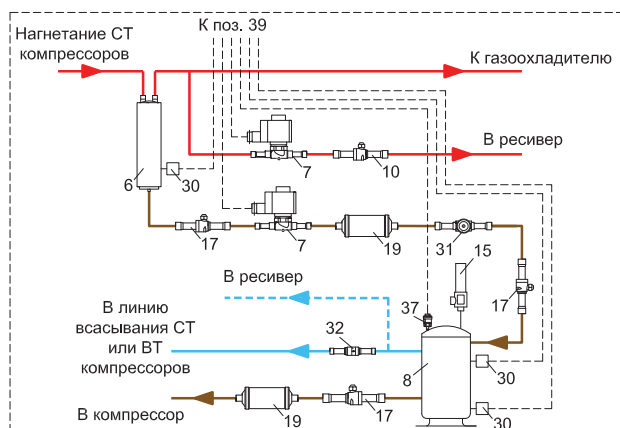 Нагнетание СТ
компрессоров
К поз. 39
К газоохладителю
В ресивер
6
30
7
10
17
7
19
31
15
17
В ресивер
37
В линию
всасывания СТ
или ВТ
компрессоров
32
8
30
В компрессор
19
17
30